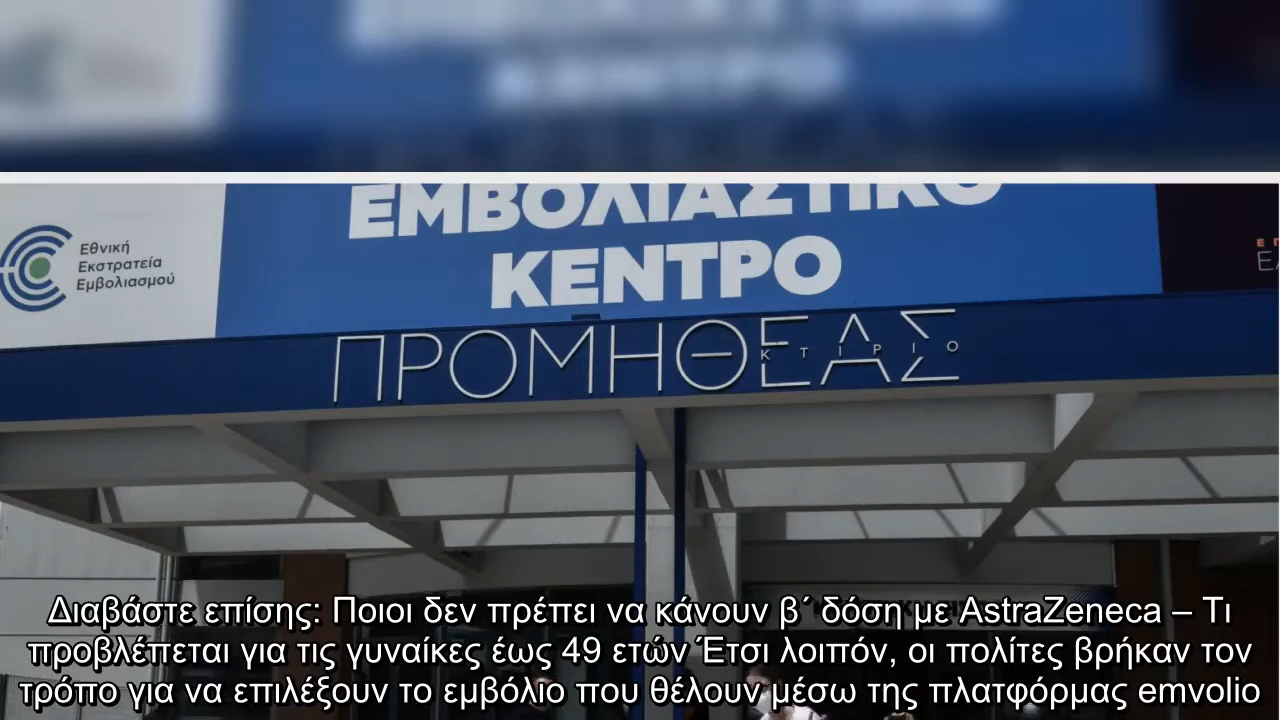 ΕΜΒΟΛΙΑΣΤΙΚΟ
ΚΕΝΤΡΟ
Εθνική
Εκστρατεία
Εμβολιασμού
ΠΡΟΜΗΘΕΑΣ
ΚΤΙΡΙΟ
Διαβάστε επίσης: Ποιοι δεν πρέπει να κάνουν β΄ δόση με AstraZeneca – Τι
προβλέπεται για τις γυναίκες έως 49 ετών Έτσι λοιπόν, οι πολίτες βρήκαν τον
τρόπο για να επιλέξουν το εμβόλιο που θέλουν μέσω της πλατφόρμας emvolio